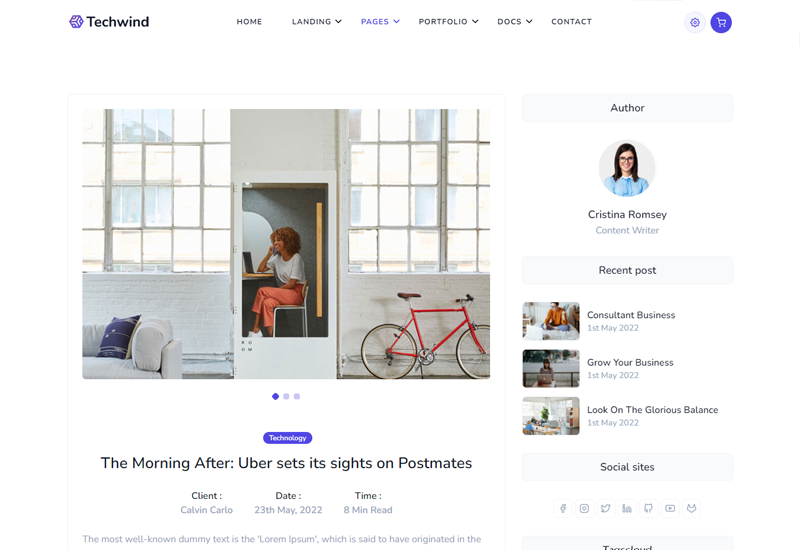 Techwind
HOME LANDING PAGES PORTFOLIO DOCS CONTACT
R O
O M
Technology
The Morning After: Uber sets its sights on Postmates
Client : Date : Time :
Calvin Carlo 23th May, 2022 8 Min Read
The most well-known dummy text is the 'Lorem Ipsum', which is said to have originated in the
Author
Cristina Romsey
Content Writer
Recent post
Consultant Business
1st May 2022
Grow Your Business
1st May 2022
Look On The Glorious Balance
1st May 2022
Social sites
Tagscloud